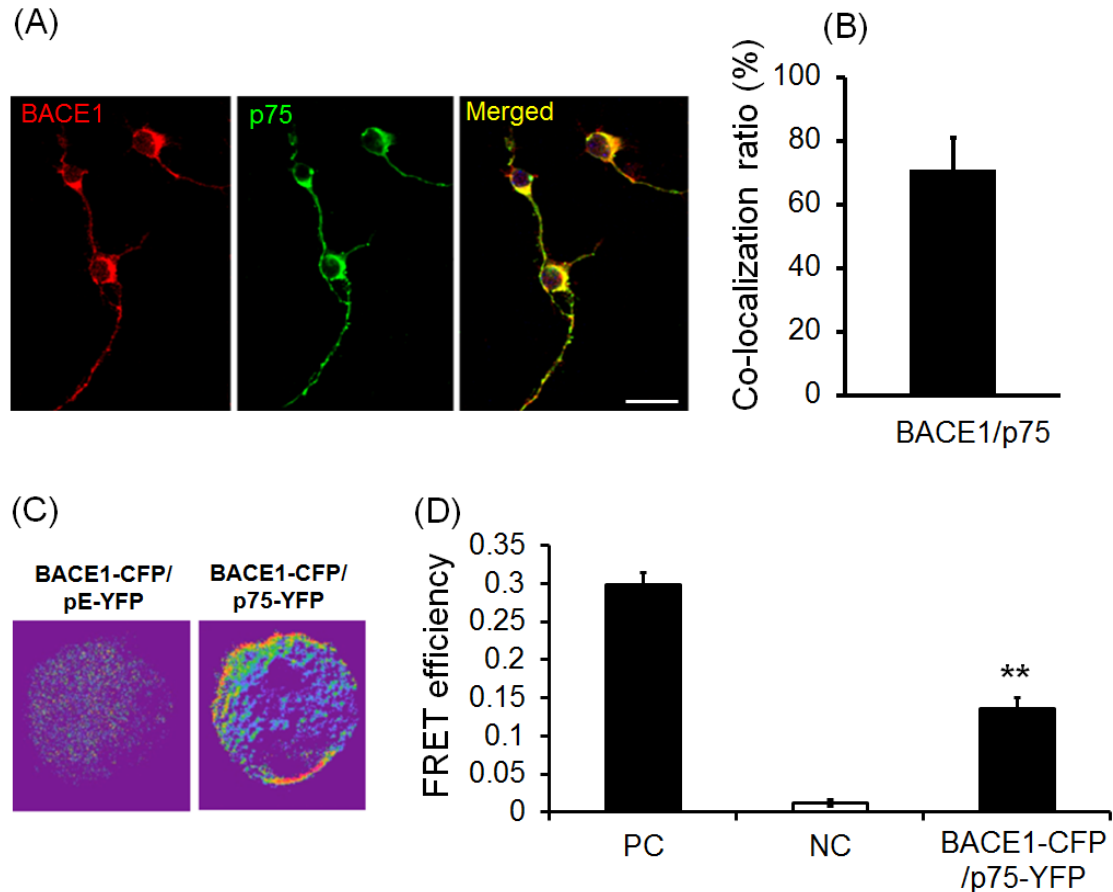 (A)
BACE1
p75
Merged
(B)
Co-localization ratio (%)
100
80
60
40
20
0
BACE1/p75
(C)
BACE1-CFP/
pE-YFP
BACE1-CFP/
p75-YFP
(D)
FRET efficiency
0.35
0.3
0.25
0.2
0.15
0.1
0.05
0
**
PC
NC
BACE1-CFP
/p75-YFP